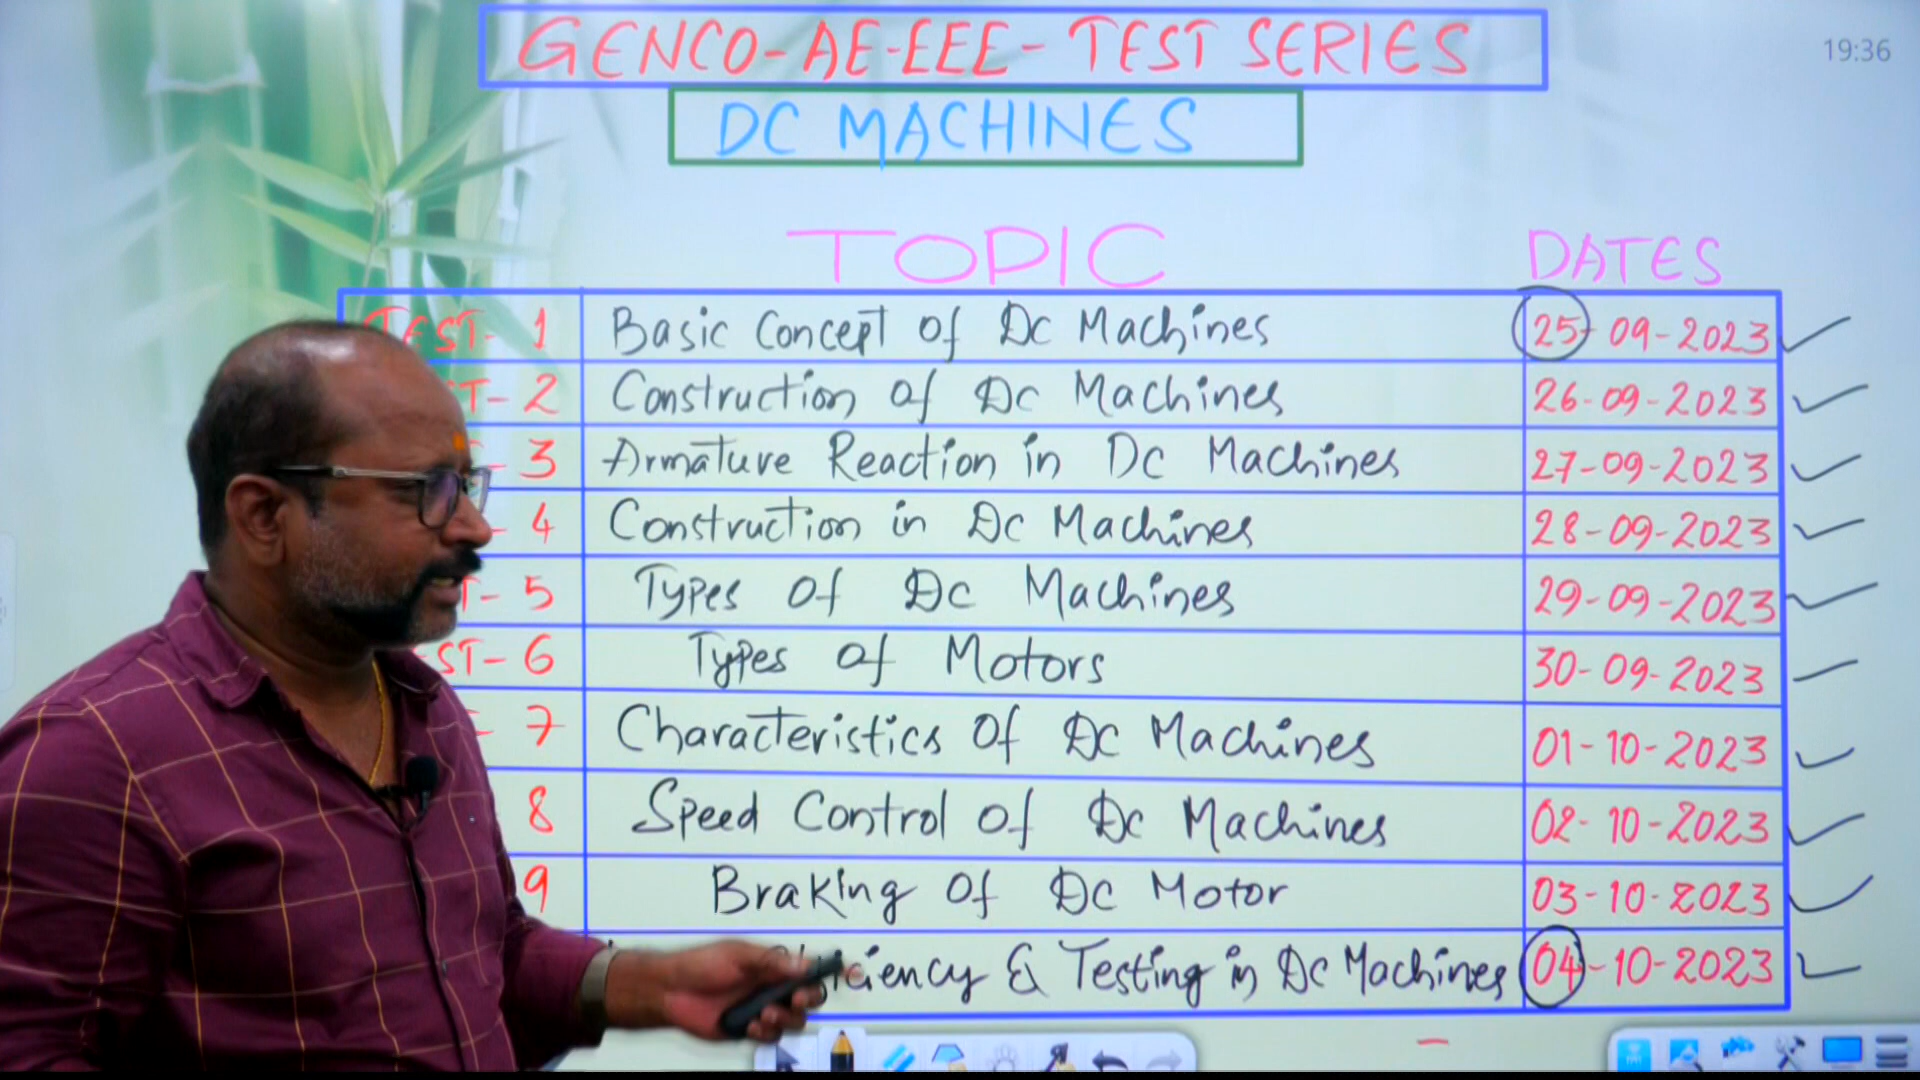 GENCO-AE-EEE-TEST SERIES
19:36
DC MACHINES
TOPIC DATES
TEST-1 Basic Concept of Dc Machines 25-09-2023
T-2 Construction of Dc Machines 26-09-2023
-3 Armature Reaction in Dc Machines 27-09-2023
-4 Construction in Dc Machines 28-09-2023
T-5 Types of Dc Machines 29-09-2023
ST-6 Types of Motors 30-09-2023
-7 Characteristics Of Dc Machines 01-10-2023
8 Speed Control of Dc Machines 02-10-2023
9 Braking Of Dc Motor 03-10-2023
& Testing in Dc Machines 04-10-2023